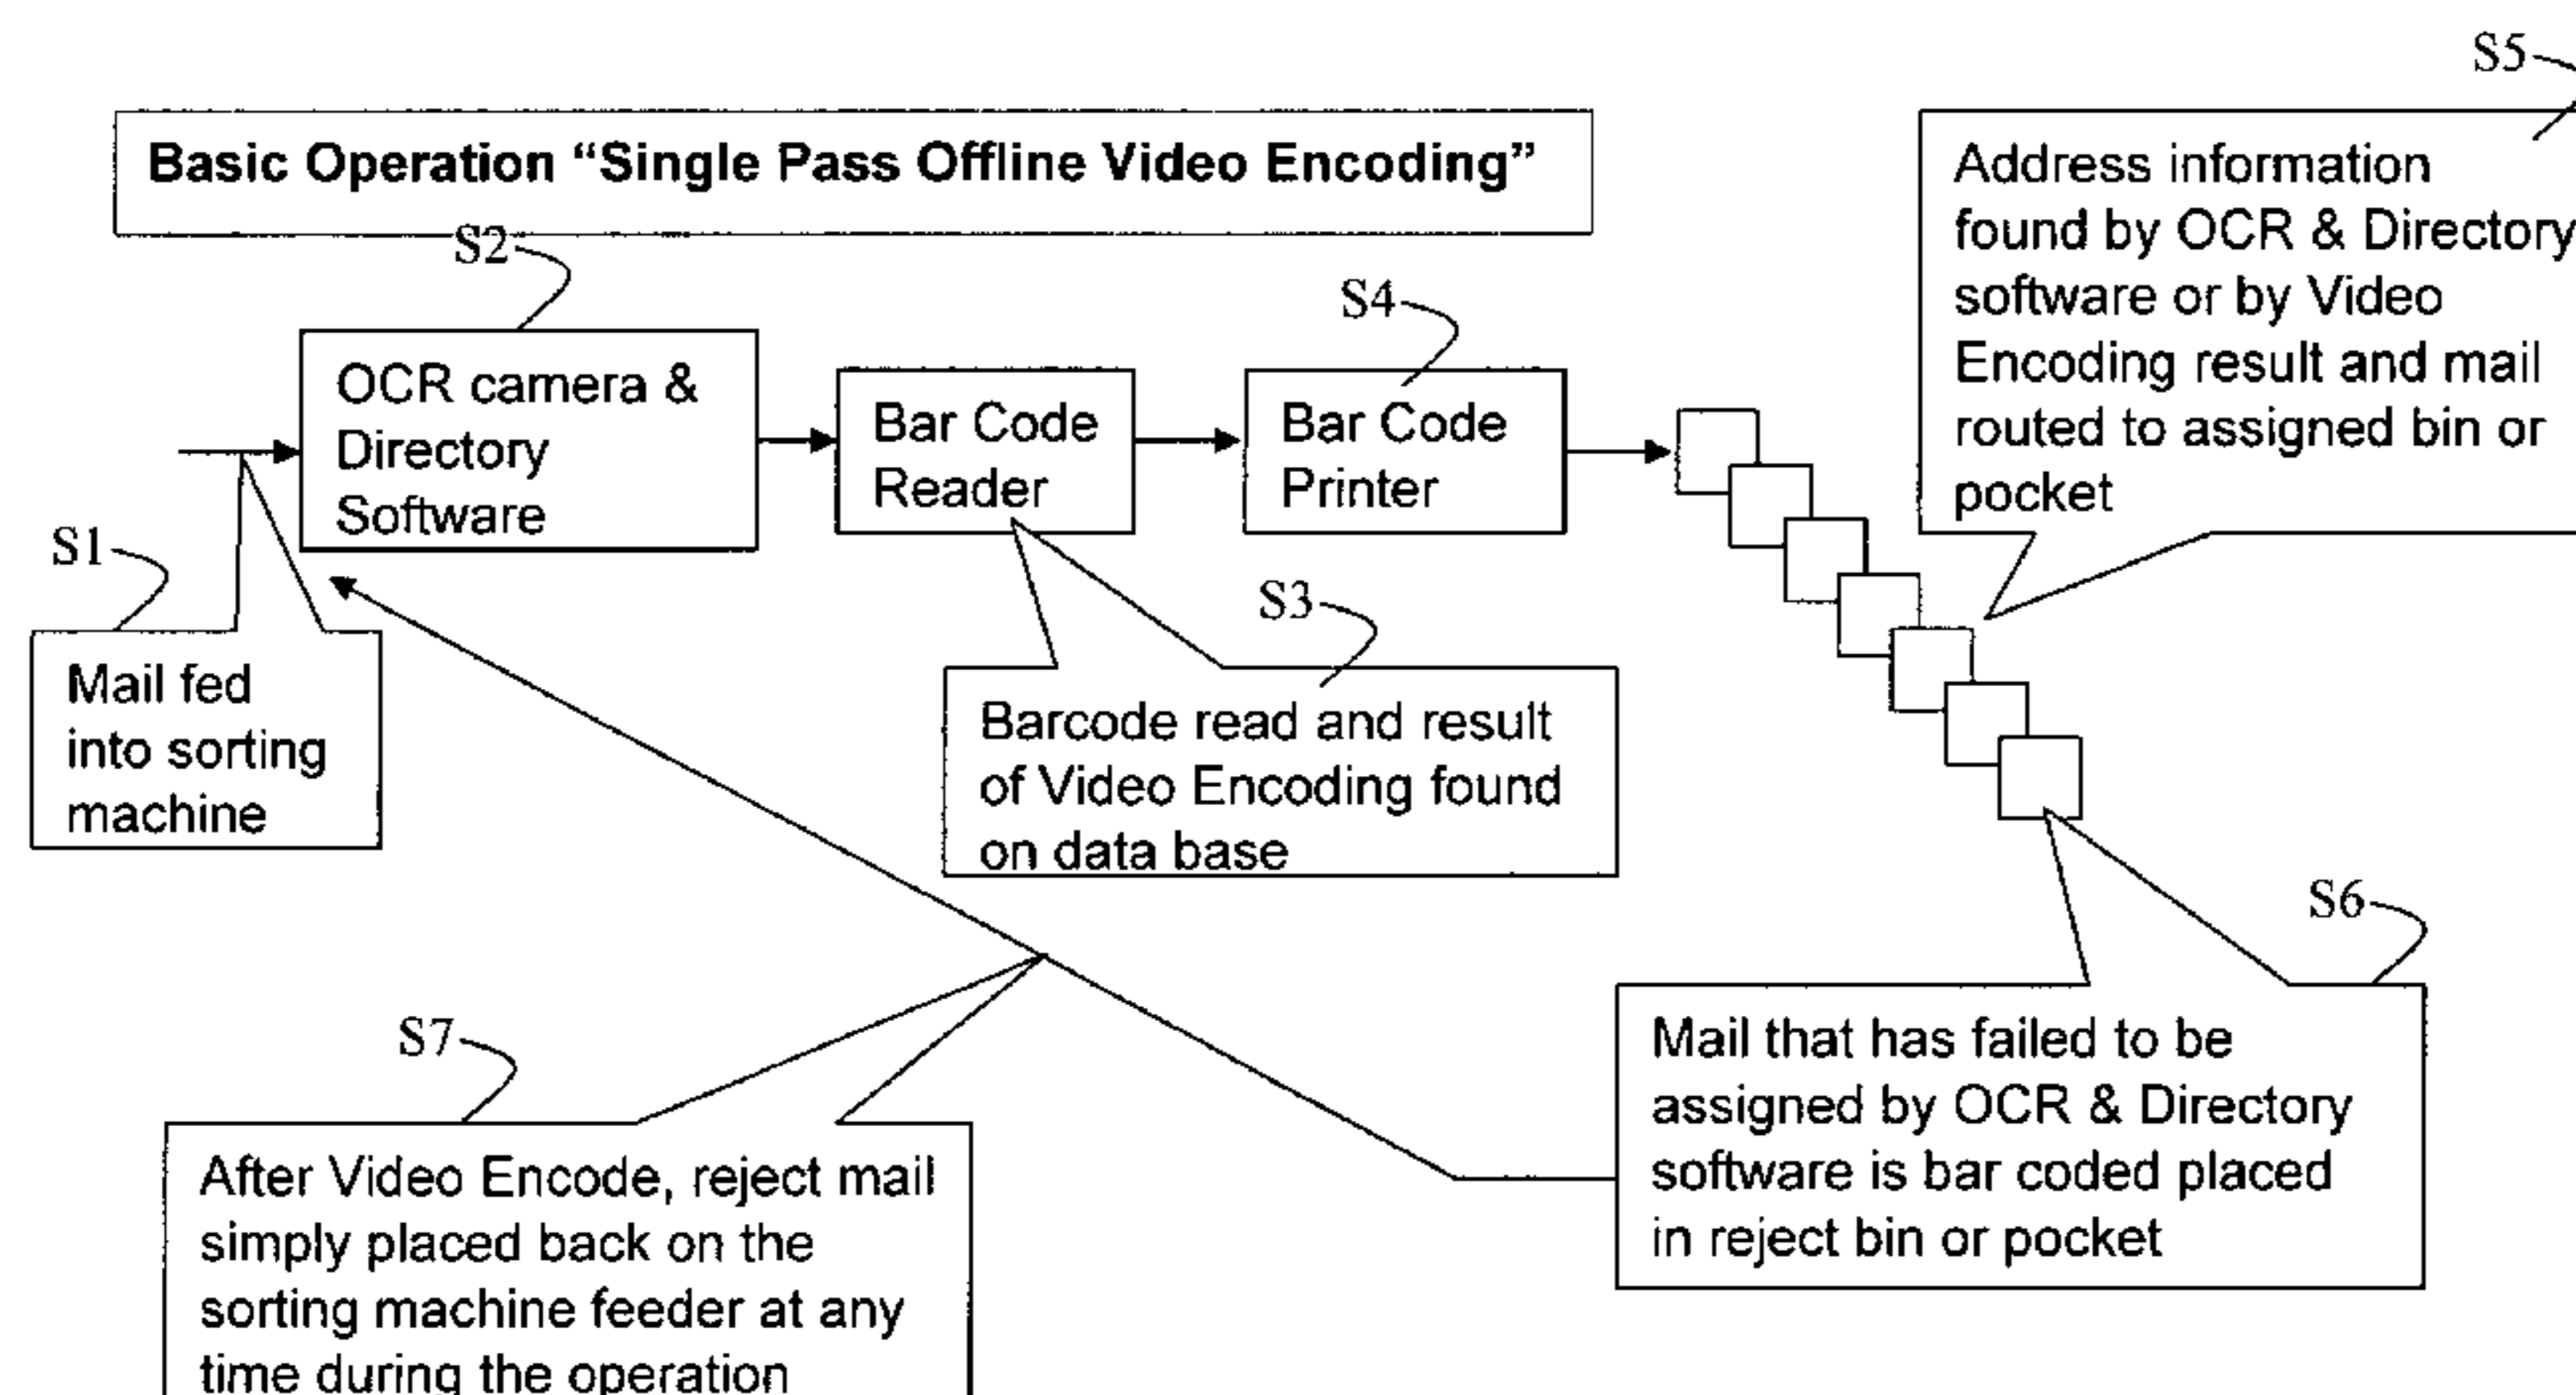 S5
Basic Operation “Single Pass Offline Video Encoding”
S2
S4
Address information
found by OCR & Directory
software or by Video
Encoding result and mail
routed to assigned bin or
pocket
OCR camera &
Directory
Software
Bar Code
Reader
Bar Code
Printer
S1
Mail fed
into sorting
machine
S3
Barcode read and result
of Video Encoding found
on data base
S6
Mail that has failed to be
assigned by OCR & Directory
software is bar coded placed
in reject bin or pocket
S7
After Video Encode, reject mail
simply placed back on the
sorting machine feeder at any
time during the operation